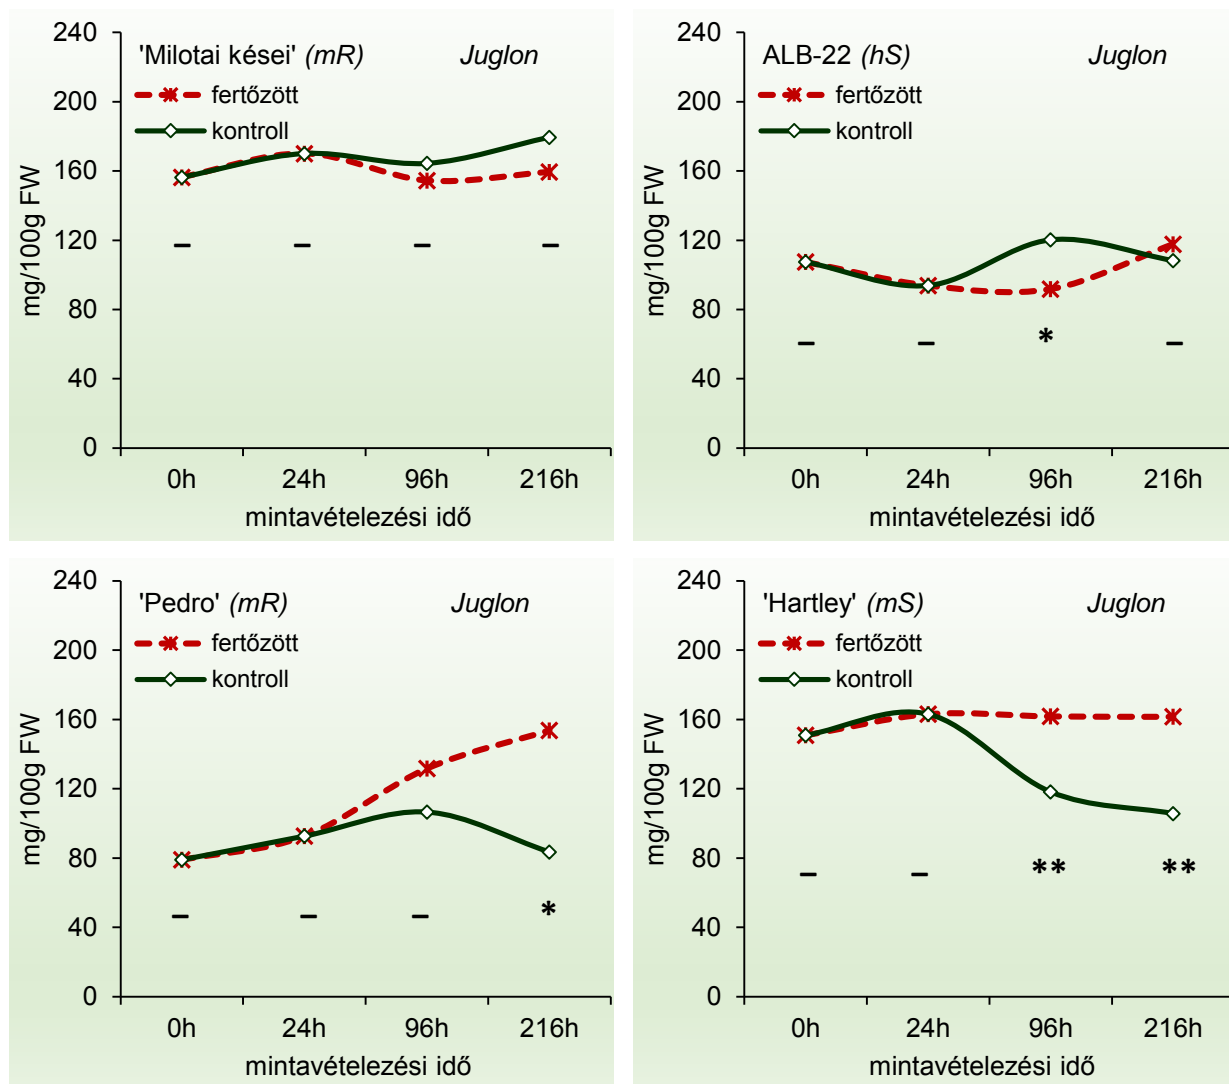 'Milotai kései' (mR) Juglon
fertőzött
kontroll
mg/100g FW
240
200
160
120
80
40
0
– – – –
0h 24h 96h 216h
mintavételezési idő
ALB-22 (hS) Juglon
fertőzött
kontroll
mg/100g FW
240
200
160
120
80
40
0
– – * –
0h 24h 96h 216h
mintavételezési idő
'Pedro' (mR) Juglon
fertőzött
kontroll
mg/100g FW
240
200
160
120
80
40
0
– – – *
0h 24h 96h 216h
mintavételezési idő
'Hartley' (mS) Juglon
fertőzött
kontroll
mg/100g FW
240
200
160
120
80
40
0
– – ** **
0h 24h 96h 216h
mintavételezési idő